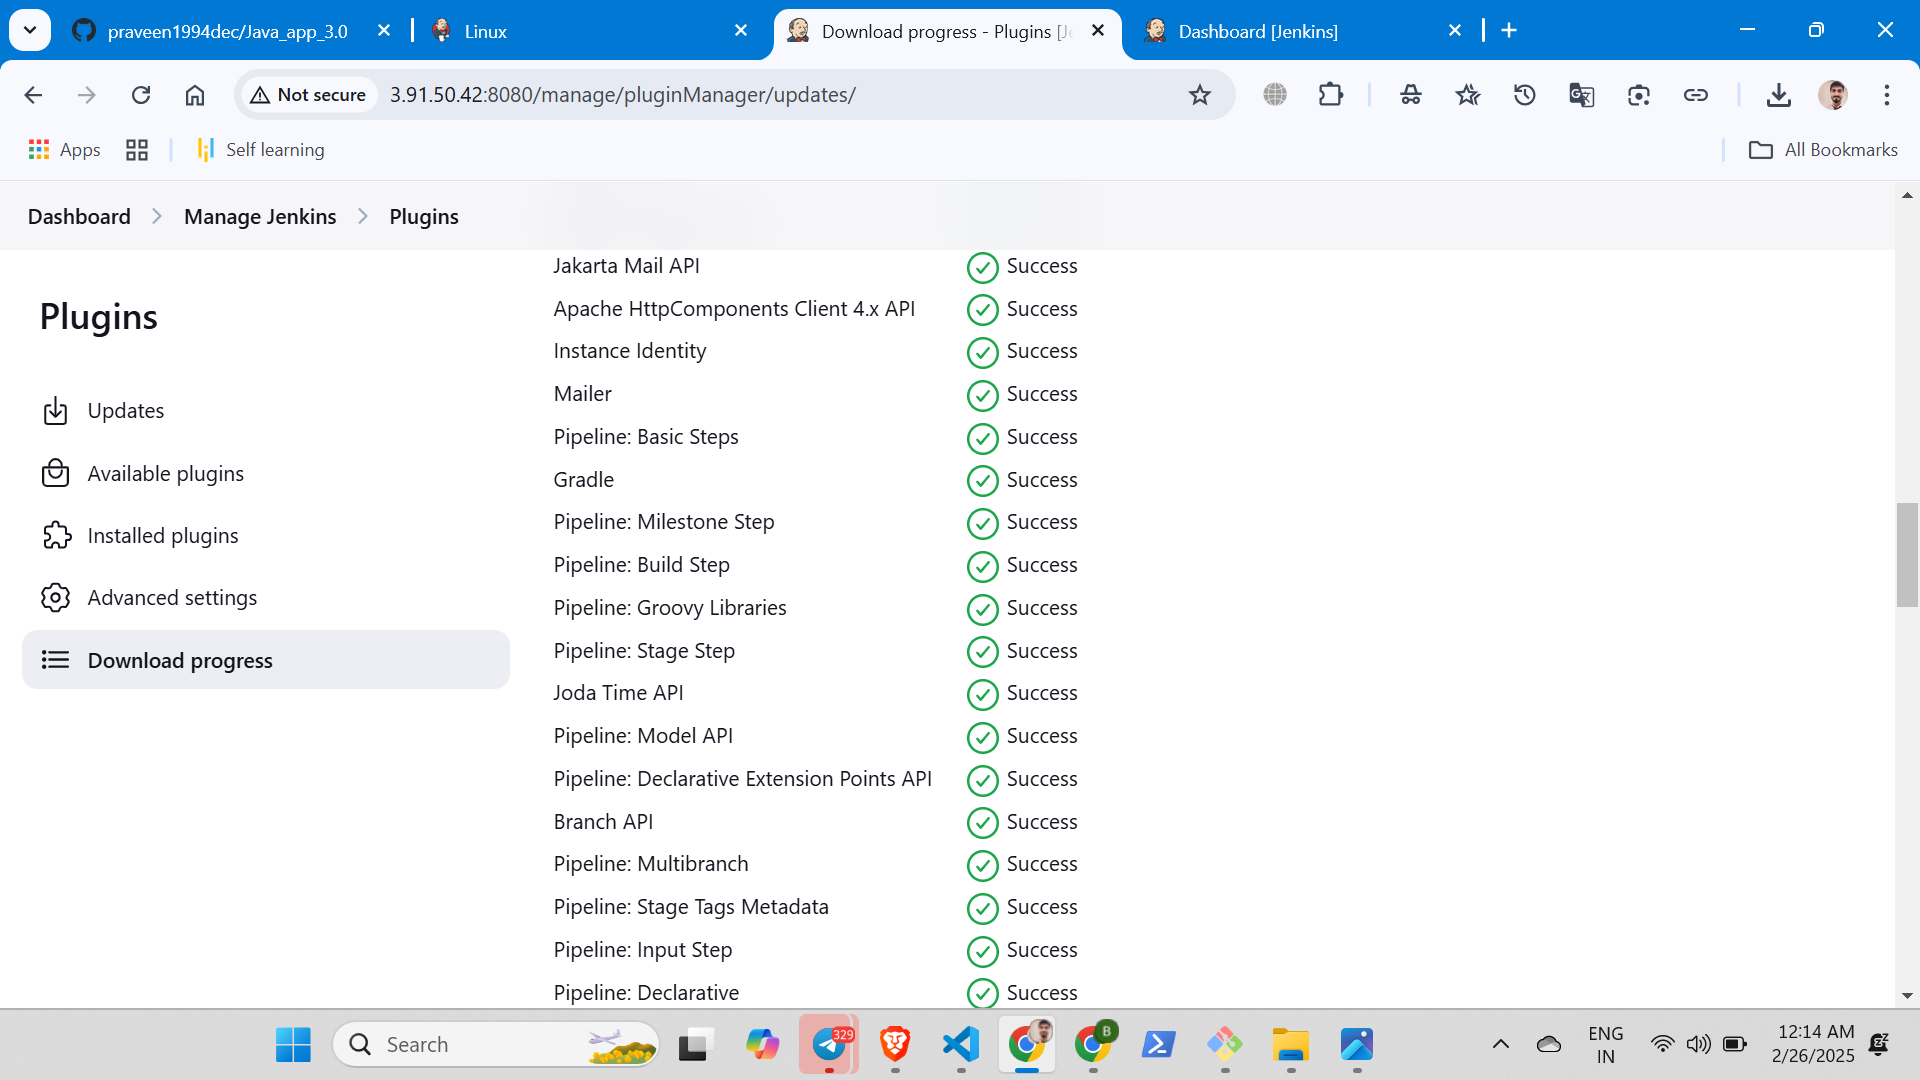 praveen1994dec/Java_app_3.0
Linux
Download progress - Plugins [Je
Dashboard [Jenkins]
Not secure
3.91.50.42:8080/manage/pluginManager/updates/
Apps
Self learning
All Bookmarks
Dashboard
Manage Jenkins
Plugins
Plugins
Updates
Available plugins
Installed plugins
Advanced settings
Download progress
Jakarta Mail API Success
Apache HttpComponents Client 4.x API Success
Instance Identity Success
Mailer Success
Pipeline: Basic Steps Success
Gradle Success
Pipeline: Milestone Step Success
Pipeline: Build Step Success
Pipeline: Groovy Libraries Success
Pipeline: Stage Step Success
Joda Time API Success
Pipeline: Model API Success
Pipeline: Declarative Extension Points API Success
Branch API Success
Pipeline: Multibranch Success
Pipeline: Stage Tags Metadata Success
Pipeline: Input Step Success
Pipeline: Declarative Success
Search
329
B
ENG
IN
12:14 AM
2/26/2025